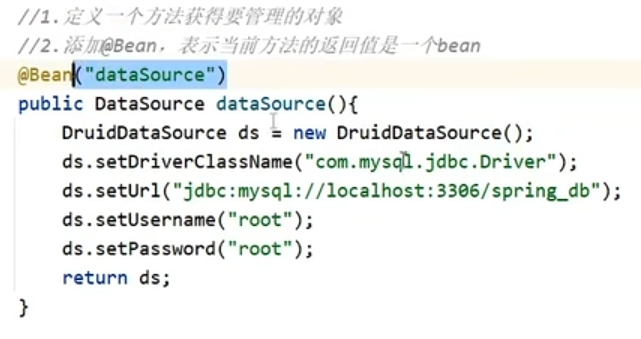 //1.定义一个方法获得要管理的对象
//2.添加@Bean，表示当前方法的返回值是一个bean
@Bean("dataSource")
public DataSource dataSource(){
    DruidDataSource ds = new DruidDataSource();
    ds.setDriverClassName("com.mysql.jdbc.Driver");
    ds.setUrl("jdbc:mysql://localhost:3306/spring_db");
    ds.setUsername("root");
    ds.setPassword("root");
    return ds;
}